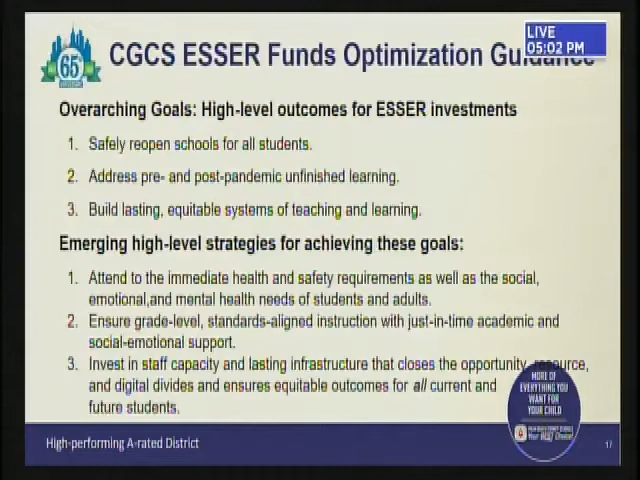 LIVE
05:02 PM
65th
CGCS ESSER Funds Optimization Guidance
Overarching Goals: High-level outcomes for ESSER investments
1. Safely reopen schools for all students.
2. Address pre- and post-pandemic unfinished learning.
3. Build lasting, equitable systems of teaching and learning.
Emerging high-level strategies for achieving these goals:
1. Attend to the immediate health and safety requirements as well as the social,
emotional,and mental health needs of students and adults.
2. Ensure grade-level, standards-aligned instruction with just-in-time academic and
social-emotional support.
3. Invest in staff capacity and lasting infrastructure that closes the opportunity, resource,
and digital divides and ensures equitable outcomes for all current and
future students.
MORE OF
EVERYTHING YOU
WANT FOR
YOUR CHILD
Your BEST Choice!
High-performing A-rated District
17